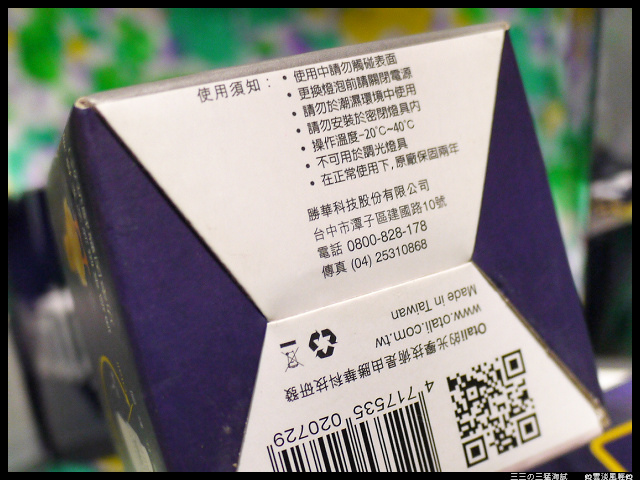 使用須知：
• 使用中請勿觸碰表面
• 更換燈泡前請關閉電源
• 請勿於潮濕環境中使用
• 請勿安裝於密閉燈具內
• 操作溫度-20℃~40℃
• 不可用於調光燈具
• 在正常使用下,原廠保固兩年
勝華科技股份有限公司
台中市潭子區建國路10號
電話 0800-828-178
傳真 (04) 25310868
Otali的光學技術是由勝華科技研發
www.otali.com.tw
Made in Taiwan
4 717535 020729
三三の三猛海賊
雲淡風輕